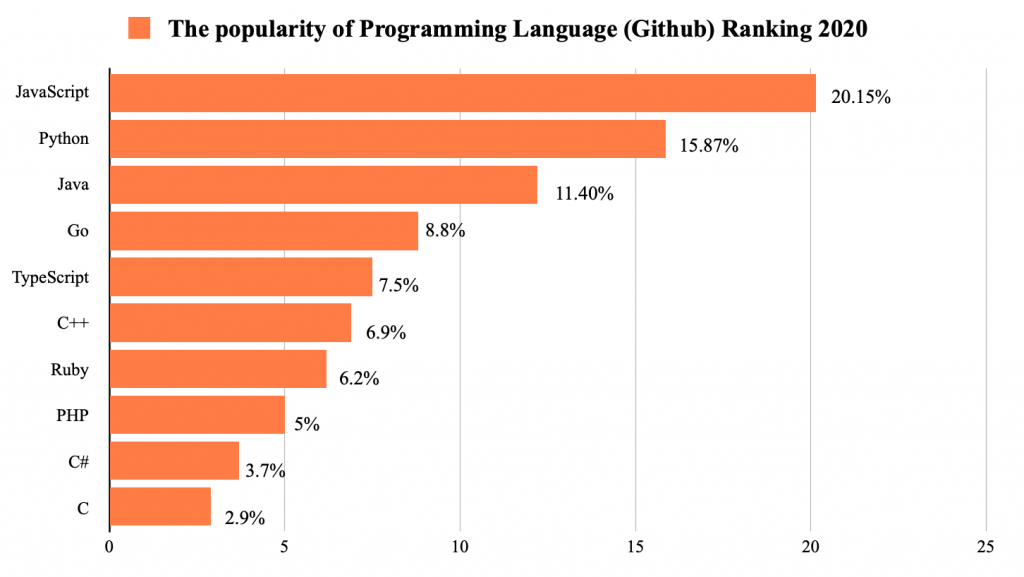 The popularity of Programming Language (Github) Ranking 2020
JavaScript 20.15%
Python 15.87%
Java 11.40%
Go 8.8%
TypeScript 7.5%
C++ 6.9%
Ruby 6.2%
PHP 5%
C# 3.7%
C 2.9%
0 5 10 15 20 25